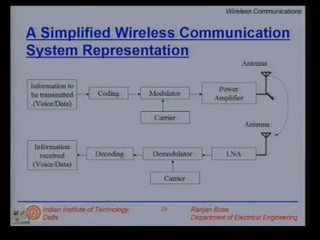 Wireless Communications
A Simplified Wireless Communication
System Representation
Antenna
Information to
be transmitted
(Voice/Data)
Coding
Modulator
Power
Amplifier
Carrier
Antenna
Information
received
(Voice/Data)
Decoding
Demodulator
LNA
Carrier
Indian Institute of Technology,
Delhi
Ranjan Bose
Department of Electrical Engineering